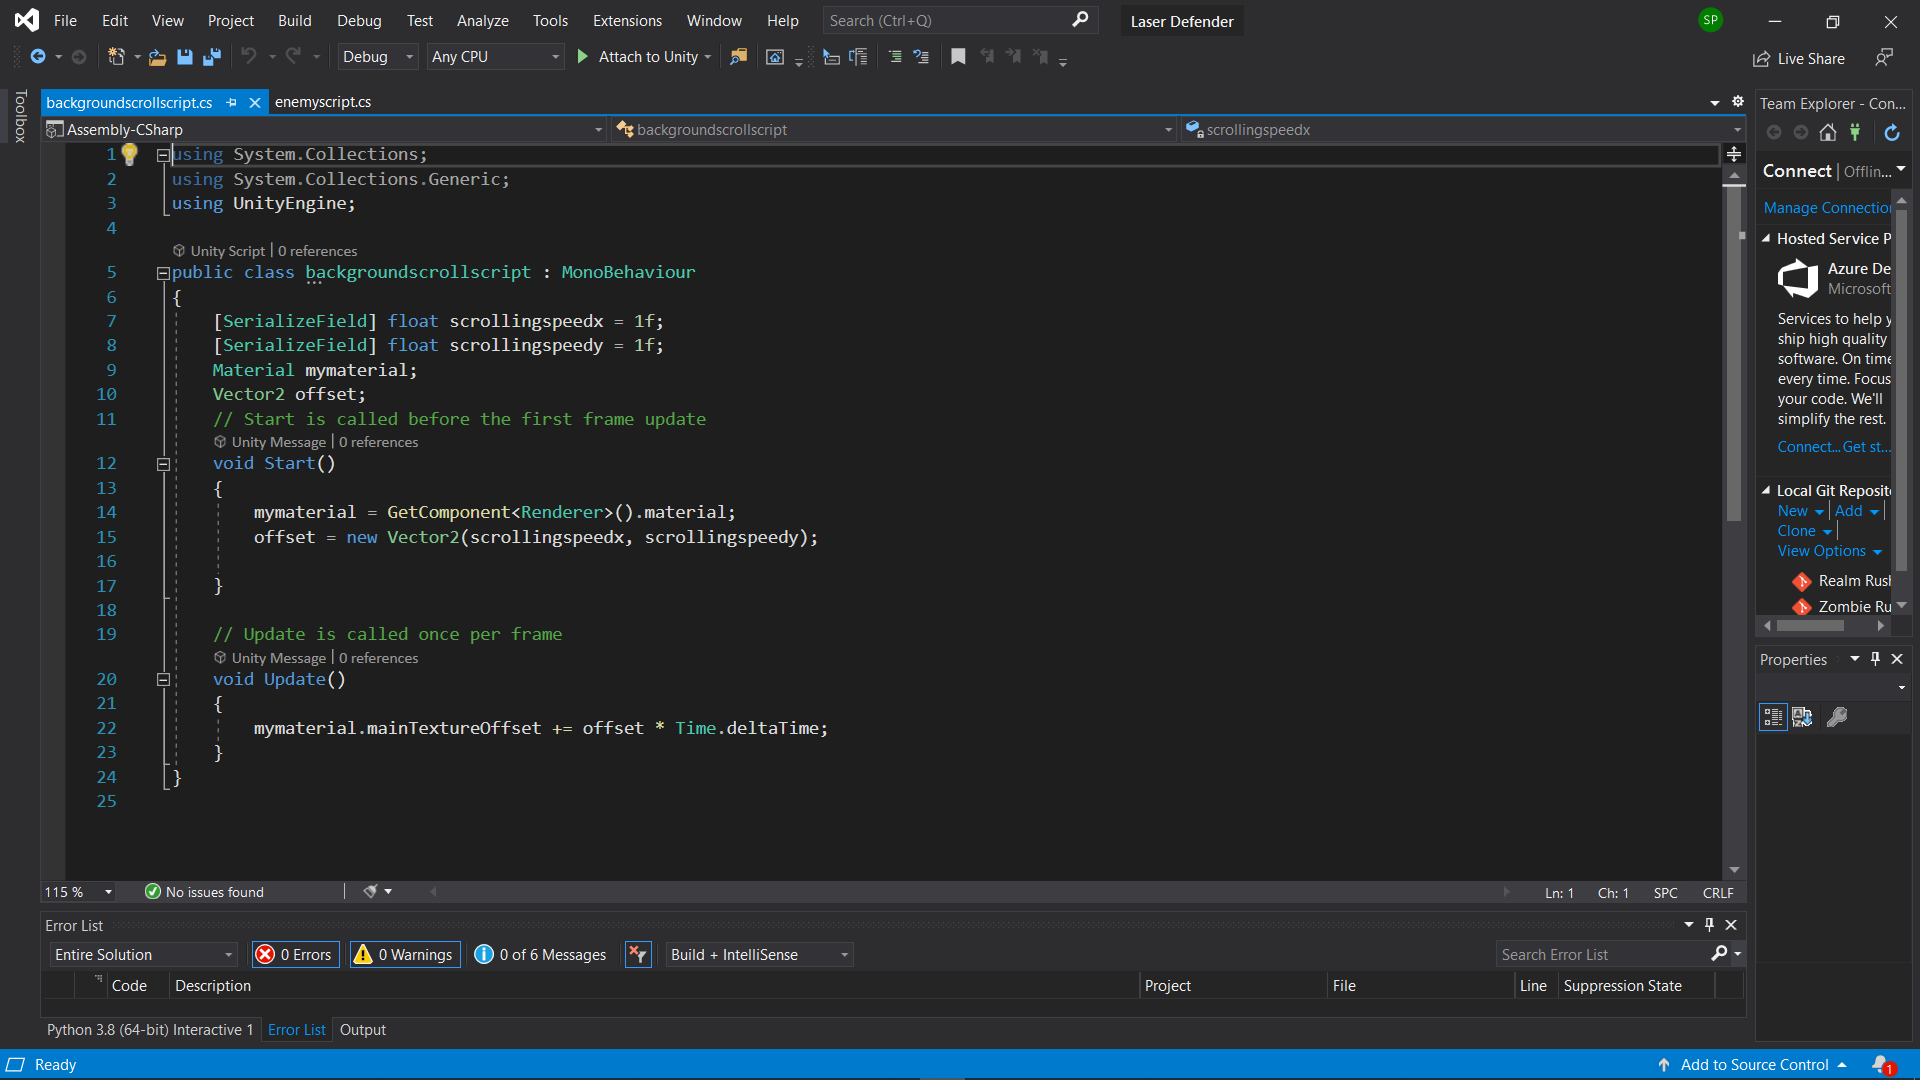 File Edit View Project Build Debug Test Analyze Tools Extensions Window Help Search (Ctrl+Q) Laser Defender SP
Debug Any CPU Attach to Unity Live Share
Toolbox
backgroundscrollscript.cs enemyscript.cs
Assembly-CSharp backgroundscrollscript scrollingspeedx
1 using System.Collections;
2 using System.Collections.Generic;
3 using UnityEngine;
4
Unity Script | 0 references
5 public class backgroundscrollscript : MonoBehaviour
6 {
7 [SerializeField] float scrollingspeedx = 1f;
8 [SerializeField] float scrollingspeedy = 1f;
9 Material mymaterial;
10 Vector2 offset;
11 // Start is called before the first frame update
Unity Message | 0 references
12 void Start()
13 {
14 mymaterial = GetComponent<Renderer>().material;
15 offset = new Vector2(scrollingspeedx, scrollingspeedy);
16
17 }
18
19 // Update is called once per frame
Unity Message | 0 references
20 void Update()
21 {
22 mymaterial.mainTextureOffset += offset * Time.deltaTime;
23 }
24 }
25
115 % No issues found Ln: 1 Ch: 1 SPC CRLF
Error List
Entire Solution 0 Errors 0 Warnings 0 of 6 Messages Build + IntelliSense Search Error List
Code Description Project File Line Suppression State
Python 3.8 (64-bit) Interactive 1 Error List Output
Team Explorer - Con...
Connect | Offlin...
Manage Connectio
Hosted Service P
Azure De
Microsoft
Services to help y
ship high quality
software. On time
every time. Focus
your code. We'll
simplify the rest.
Connect... Get st...
Local Git Reposit
New Add
Clone
View Options
Realm Rush
Zombie Ru
Properties
Ready Add to Source Control 1